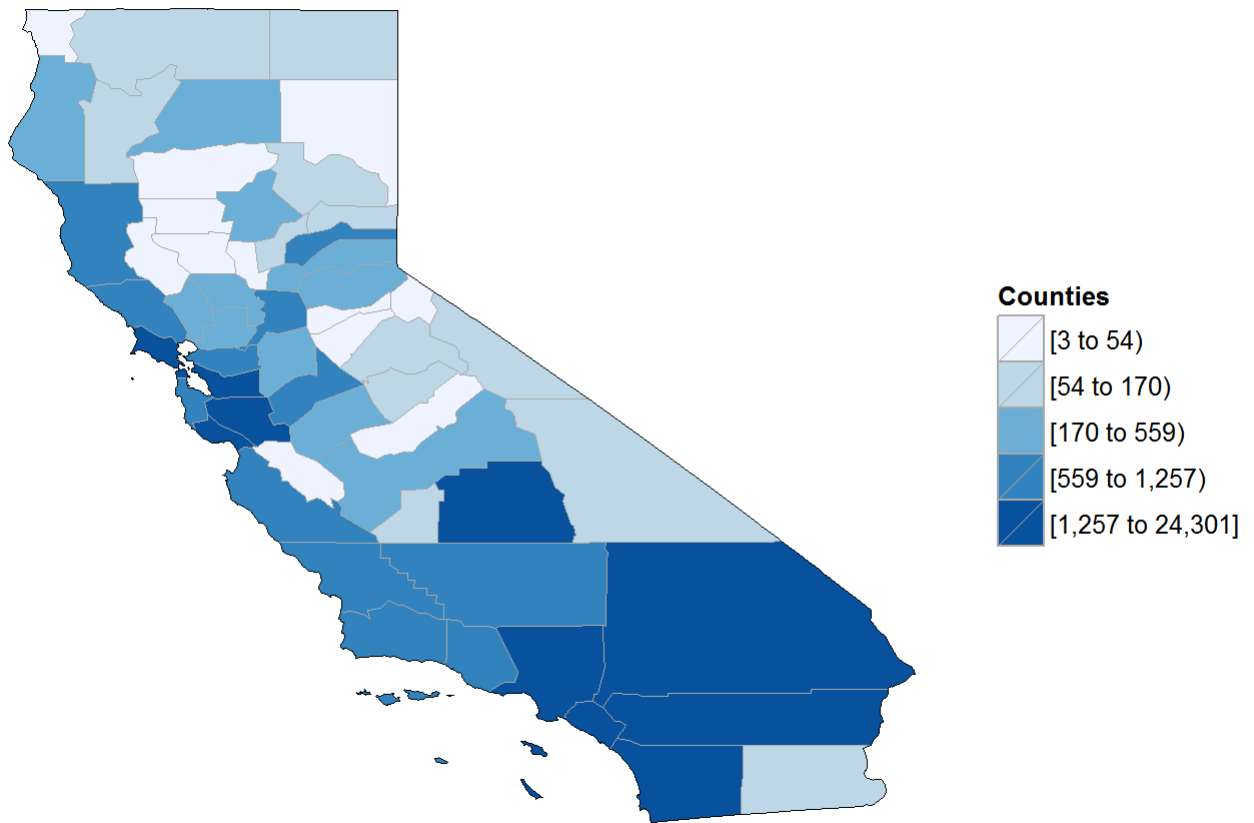 Counties
[3 to 54)
[54 to 170)
[170 to 559)
[559 to 1,257)
[1,257 to 24,301]